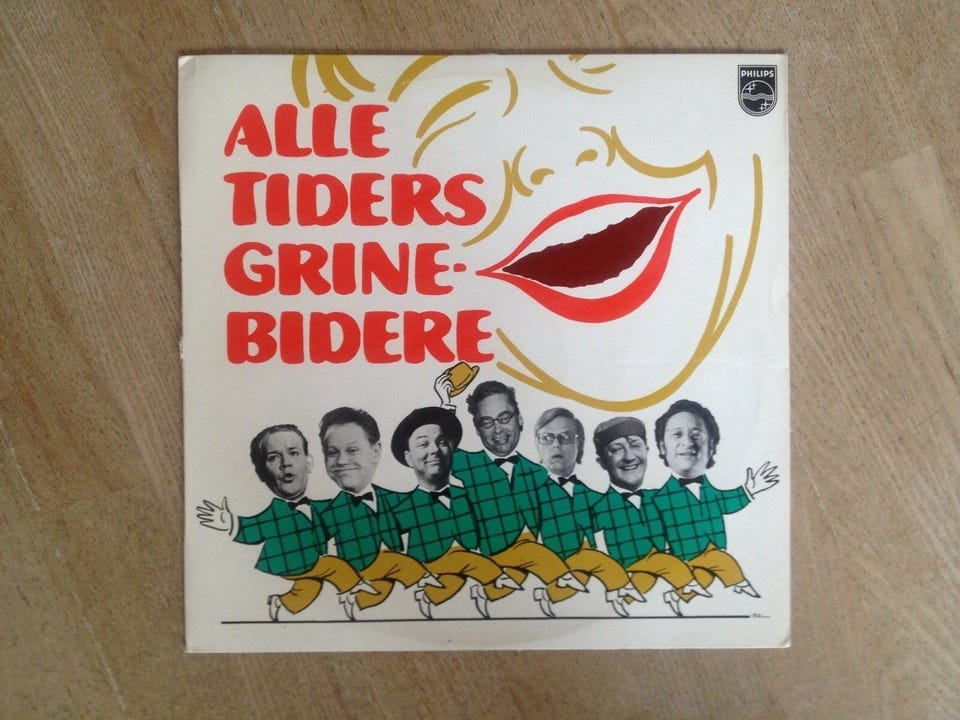 PHILIPS
ALLE
TIDERS
GRINE-
BIDERE